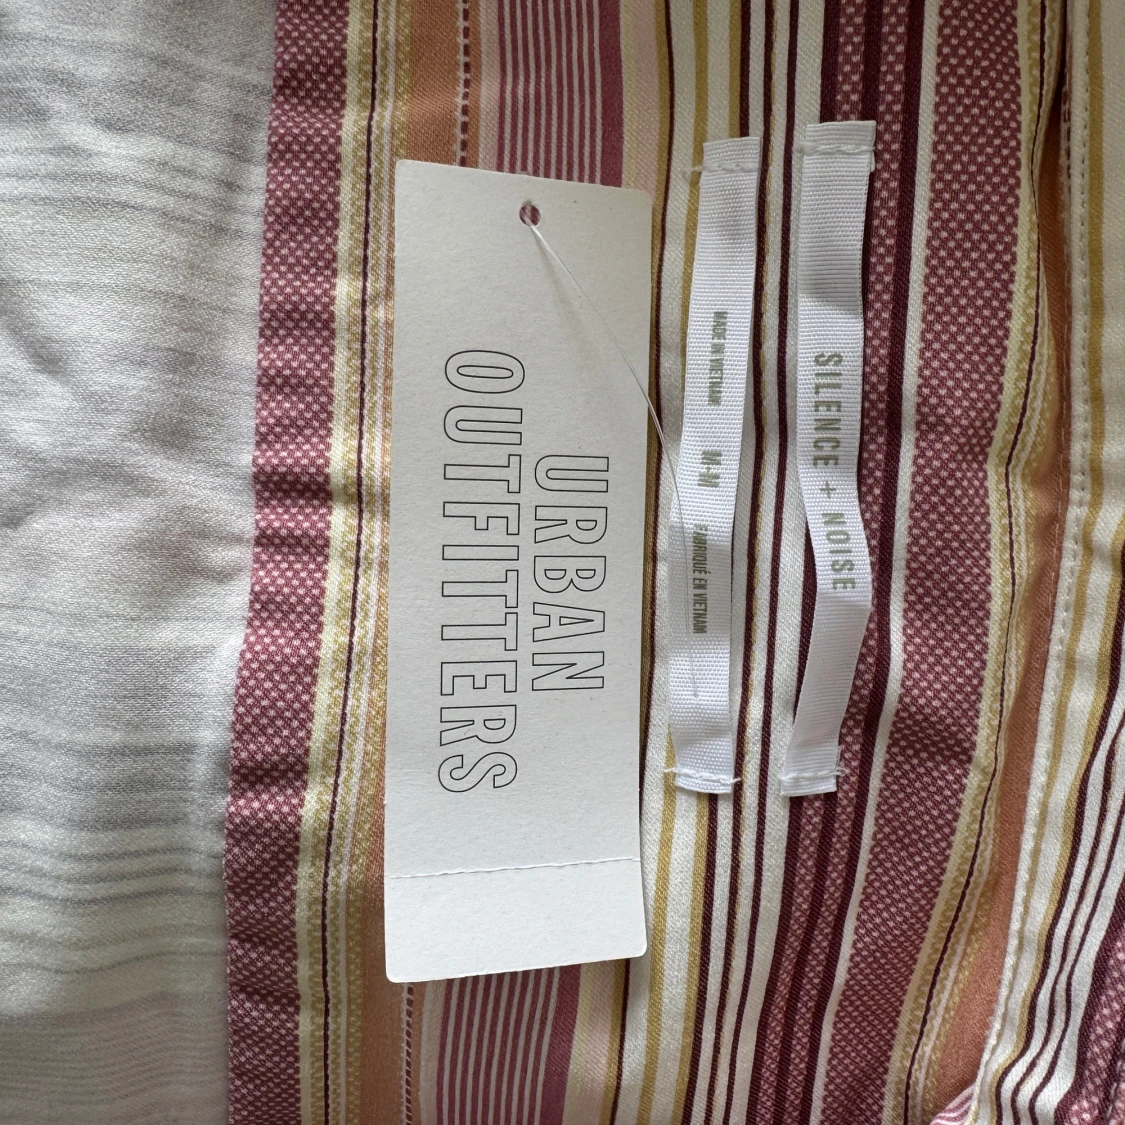 URBAN
OUTFITTERS
SILENCE + NOISE
MADE IN VIETNAM M-M FABRIQUÉ EN VIETNAM